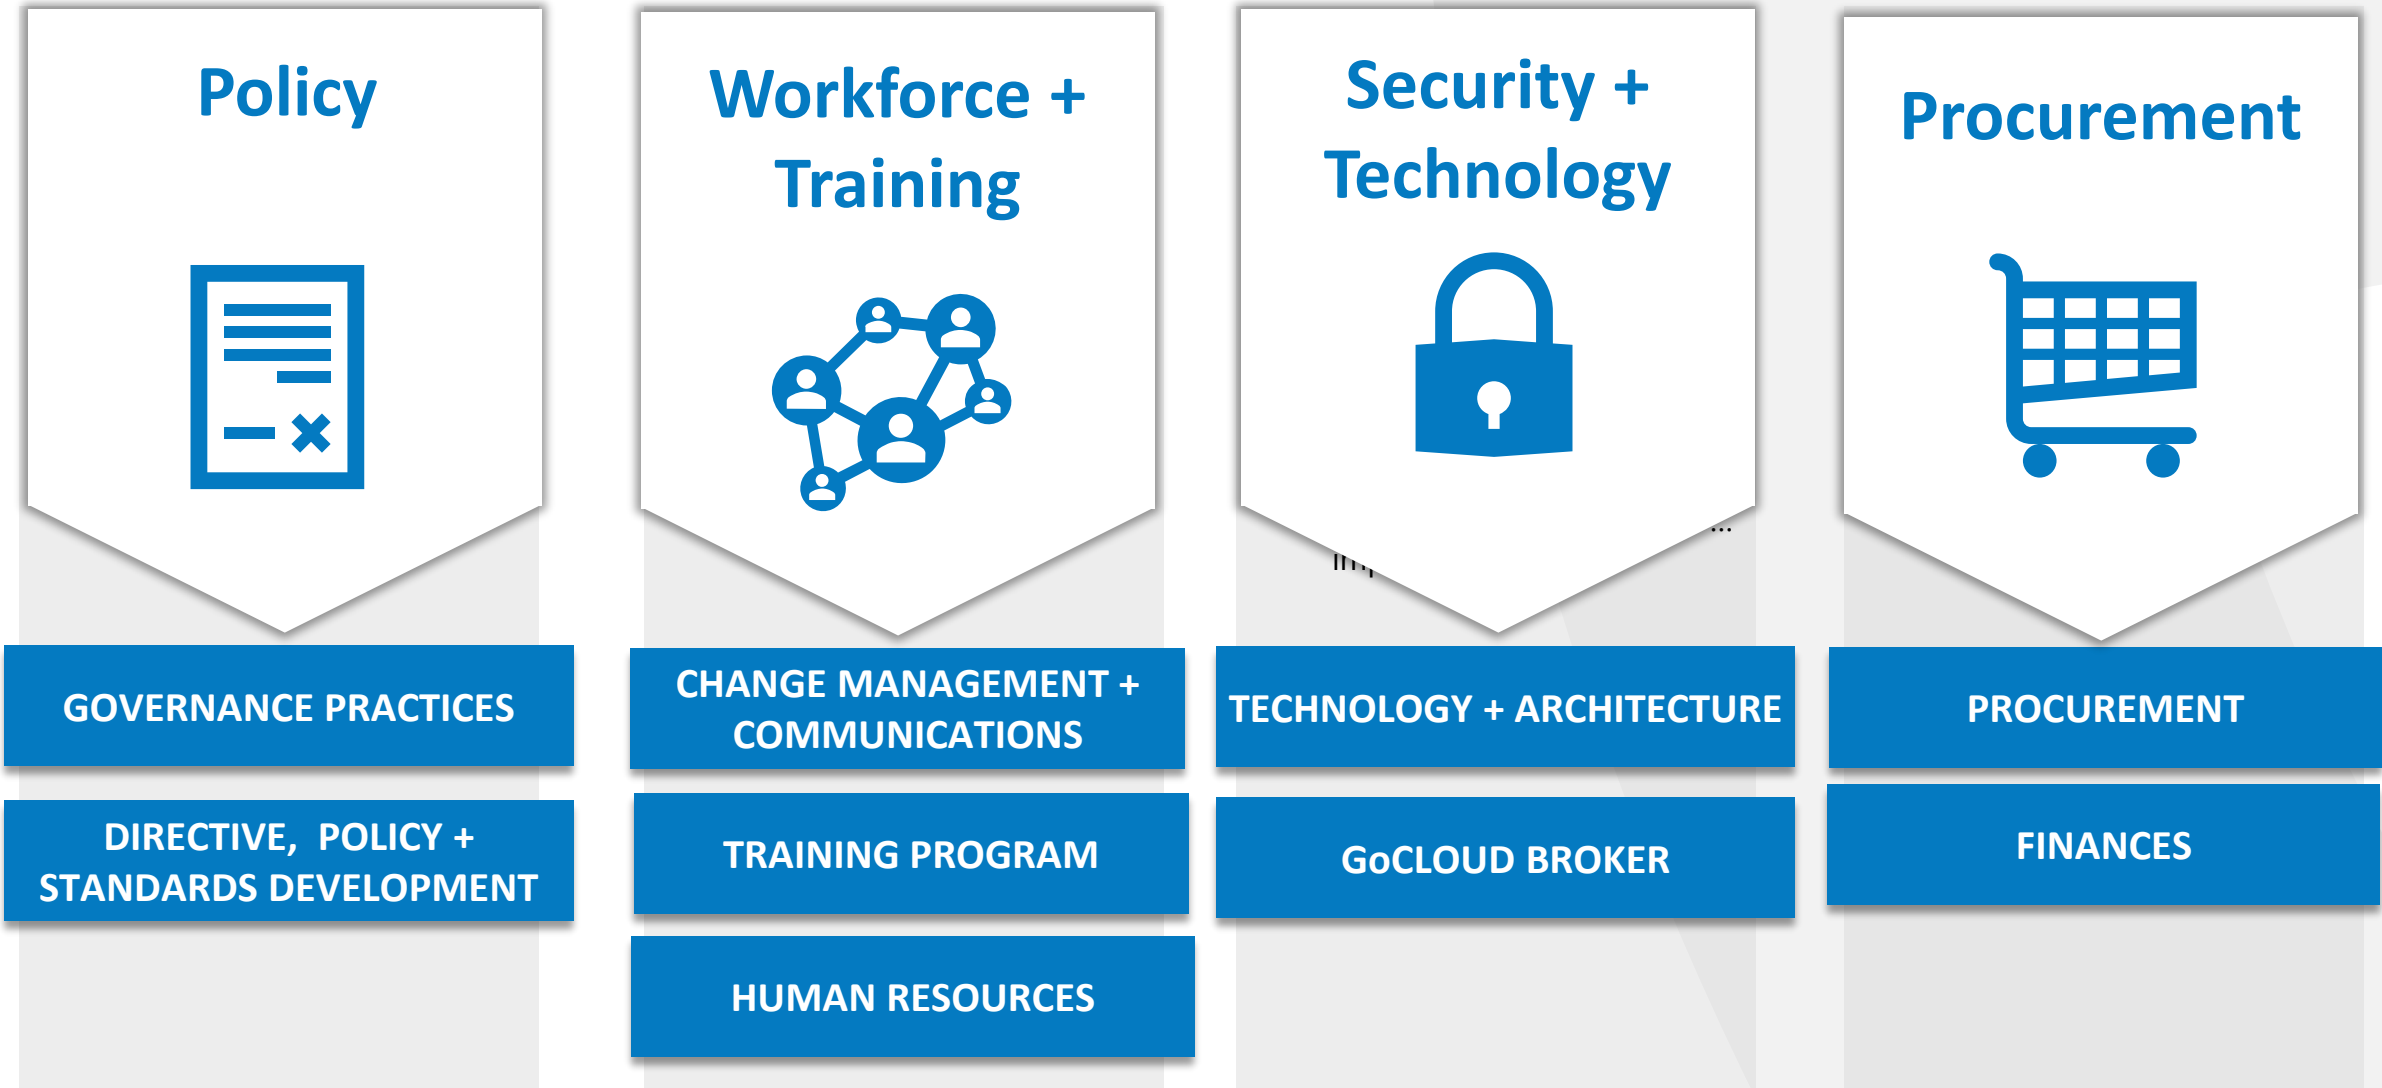 Policy
GOVERNANCE PRACTICES
DIRECTIVE, POLICY +
STANDARDS DEVELOPMENT
Workforce +
Training
CHANGE MANAGEMENT +
COMMUNICATIONS
TRAINING PROGRAM
HUMAN RESOURCES
Security +
Technology
...
TECHNOLOGY + ARCHITECTURE
GoCLOUD BROKER
Procurement
PROCUREMENT
FINANCES